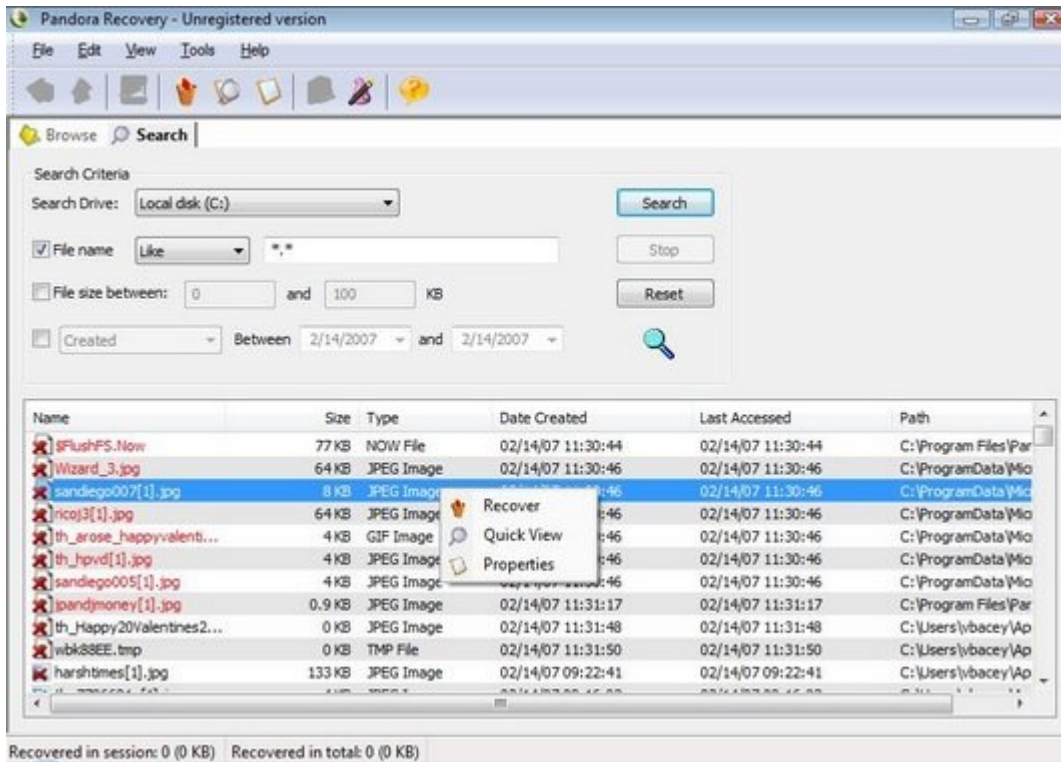 Pandora Recovery - Unregistered version
File Edit View Tools Help
Browse Search
Search Criteria
Search Drive: Local disk (C:) Search
File name Like *.* Stop
File size between: 0 and 100 KB Reset
Created Between 2/14/2007 and 2/14/2007
Name Size Type Date Created Last Accessed Path
$FlushFS.Now 77 KB NOW File 02/14/07 11:30:44 02/14/07 11:30:44 C:\Program Files\Par
Wizard_3.jpg 64 KB JPEG Image 02/14/07 11:30:46 02/14/07 11:30:46 C:\ProgramData\Mic
sandiego007[1].jpg 8 KB JPEG Image :46 02/14/07 11:30:46 C:\ProgramData\Mic
ricoj3[1].jpg 64 KB JPEG Image Recover :46 02/14/07 11:30:46 C:\ProgramData\Mic
th_arose_happyvalenti... 4 KB GIF Image Quick View :46 02/14/07 11:30:46 C:\ProgramData\Mic
th_hpvd[1].jpg 4 KB JPEG Image Properties :46 02/14/07 11:30:46 C:\ProgramData\Mic
sandiego005[1].jpg 4 KB JPEG Image 02/14/07 11:30:46 02/14/07 11:30:46 C:\ProgramData\Mic
jpandjmoney[1].jpg 0.9 KB JPEG Image 02/14/07 11:31:17 02/14/07 11:31:17 C:\Program Files\Par
th_Happy20Valentines2... 0 KB JPEG Image 02/14/07 11:31:48 02/14/07 11:31:48 C:\Users\vbacey\Ap
wbk88EE.tmp 0 KB TMP File 02/14/07 11:31:50 02/14/07 11:31:50 C:\Users\vbacey\Ap
harshtimes[1].jpg 133 KB JPEG Image 02/14/07 09:22:41 02/14/07 09:22:41 C:\Users\vbacey\Ap
Recovered in session: 0 (0 KB) Recovered in total: 0 (0 KB)